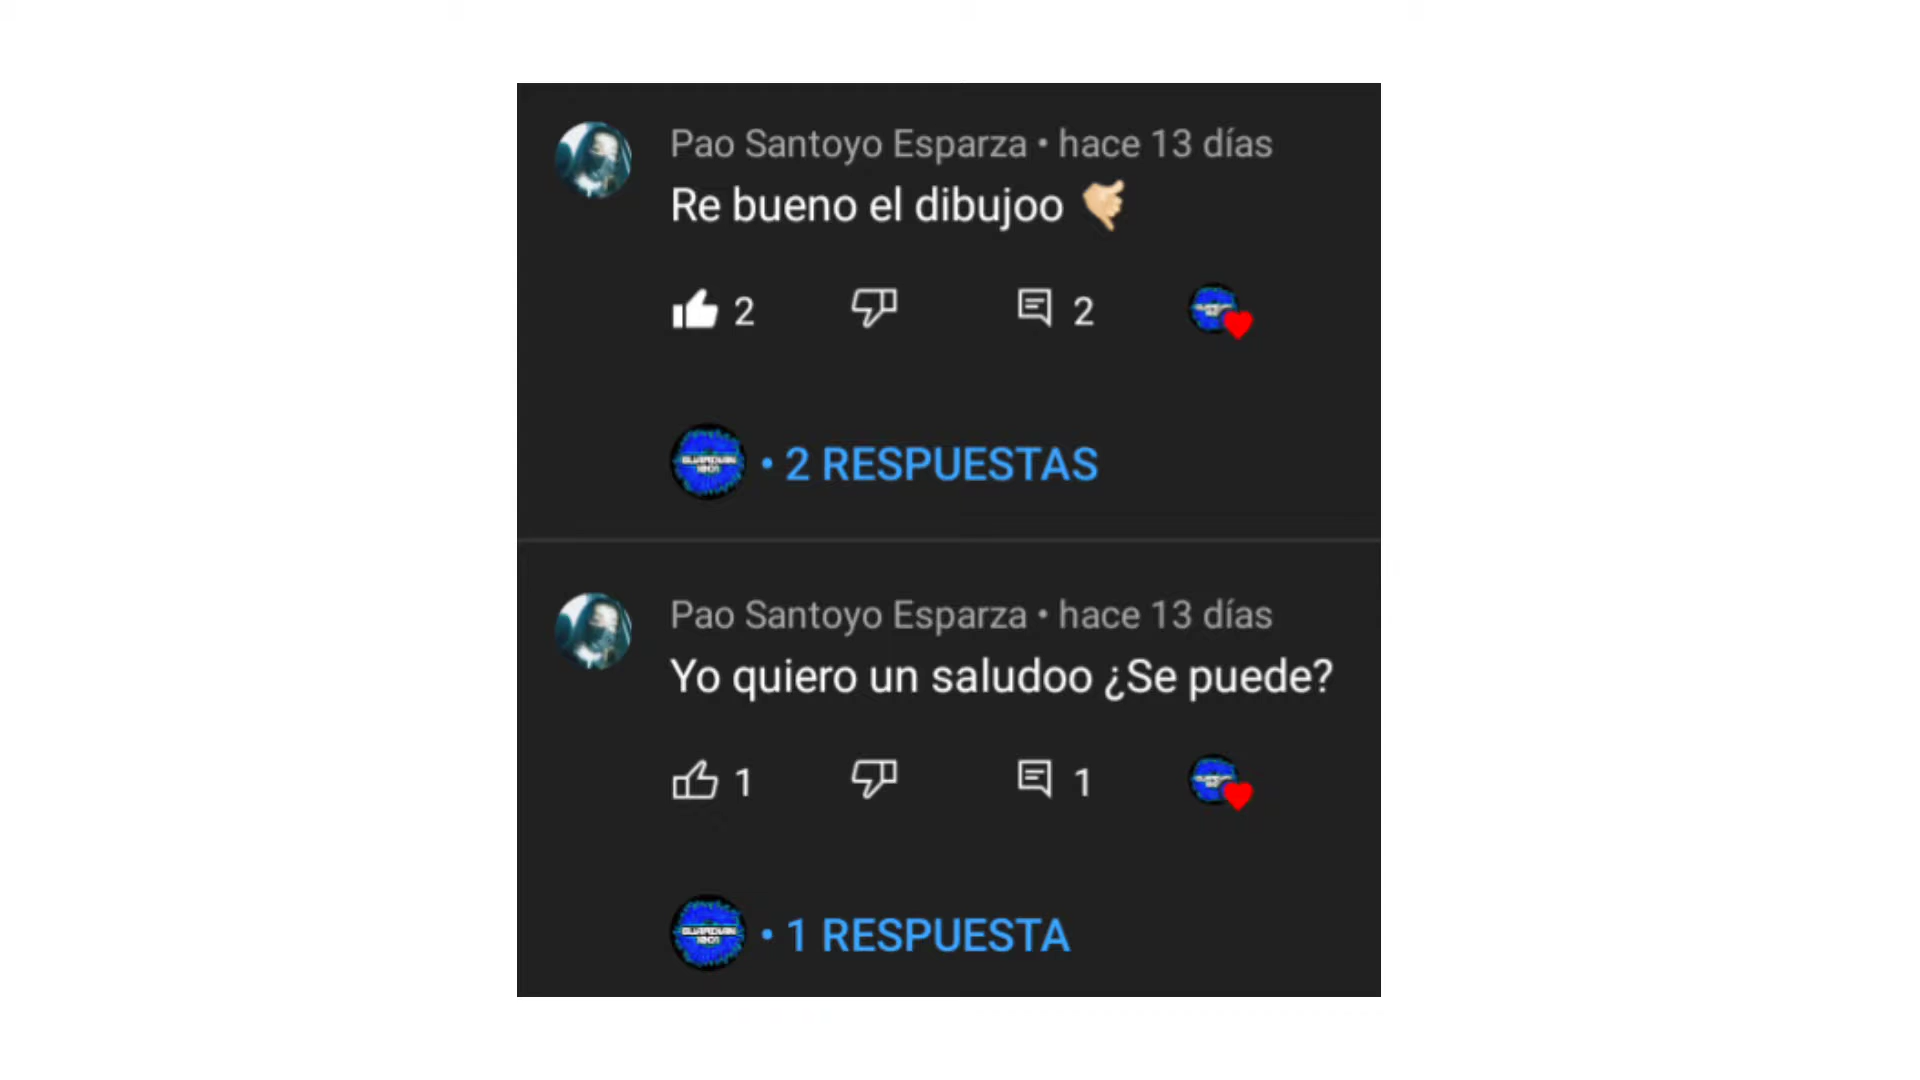 Pao Santoyo Esparza • hace 13 días
Re bueno el dibujoo 🤙🏼
2 2
• 2 RESPUESTAS
Pao Santoyo Esparza • hace 13 días
Yo quiero un saludoo ¿Se puede?
1 1
• 1 RESPUESTA